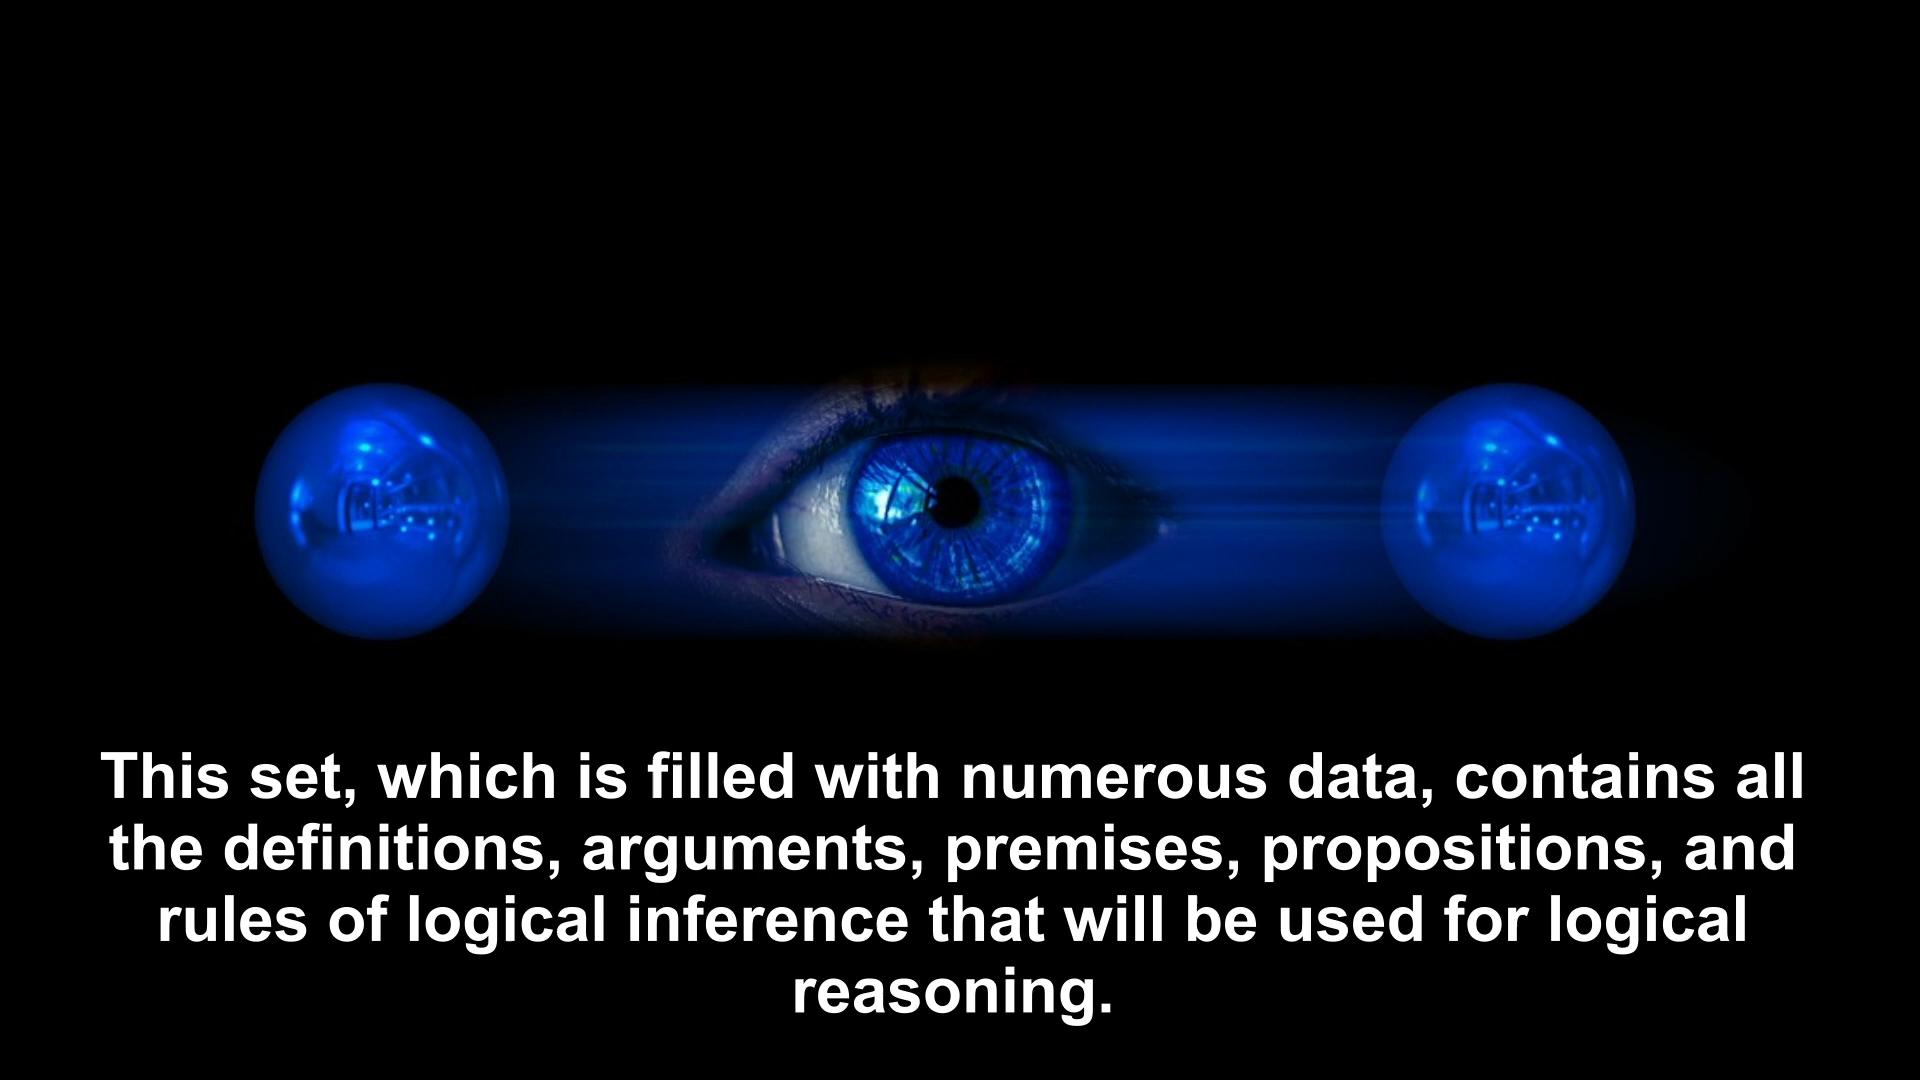 This set, which is filled with numerous data, contains all
the definitions, arguments, premises, propositions, and
rules of logical inference that will be used for logical
reasoning.